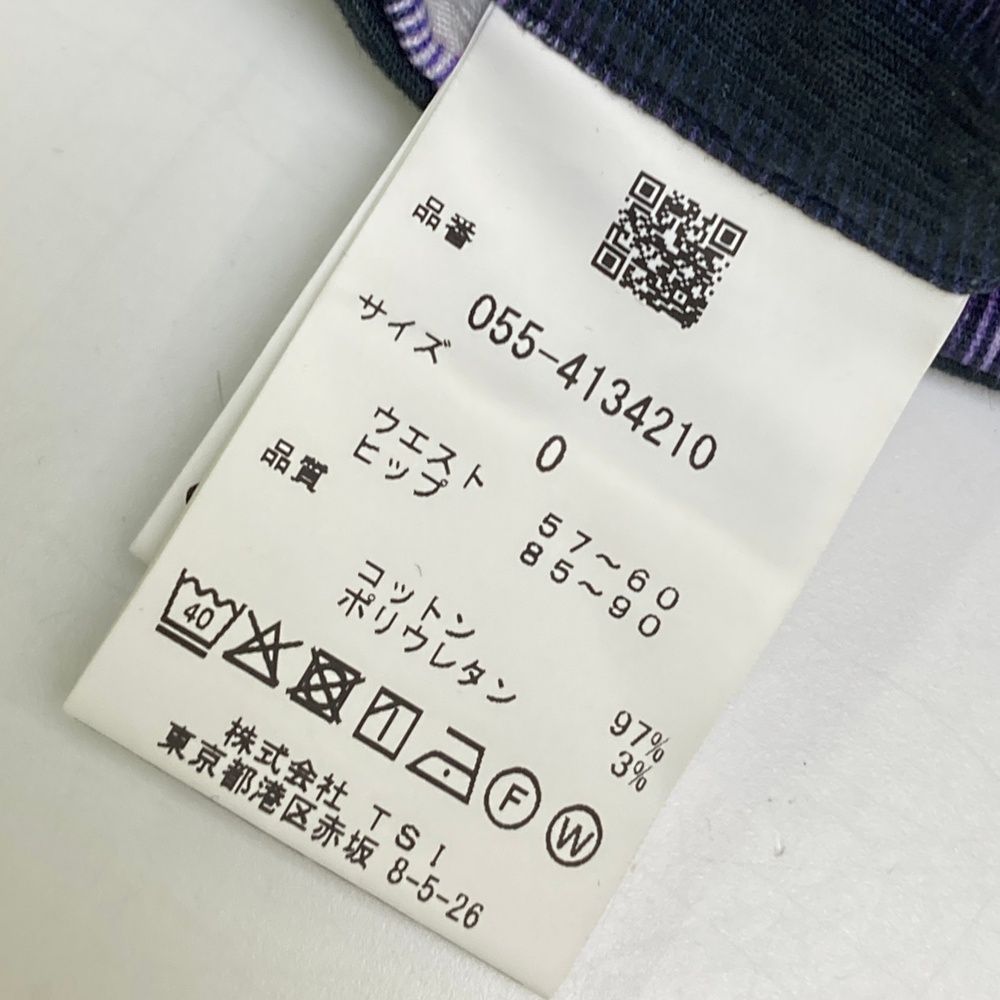 品番
055-4134210
サイズ
0
ウエスト 57～60
ヒップ 85～90
品質
コットン 97%
ポリウレタン 3%
40
F W
株式会社 TSI
東京都港区赤坂 8-5-26